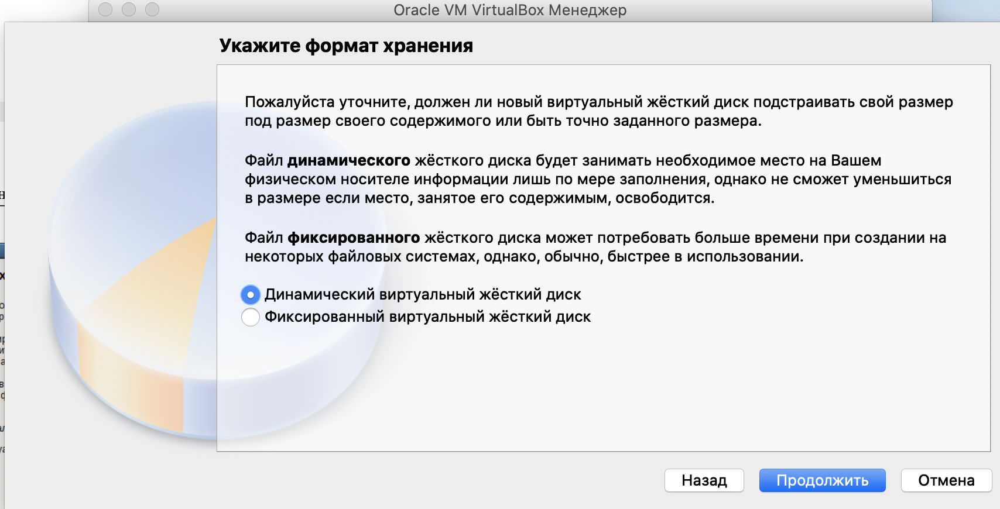 Oracle VM VirtualBox Менеджер
Укажите формат хранения
Пожалуйста уточните, должен ли новый виртуальный жёсткий диск подстраивать свой размер
под размер своего содержимого или быть точно заданного размера.
Файл динамического жёсткого диска будет занимать необходимое место на Вашем
физическом носителе информации лишь по мере заполнения, однако не сможет уменьшиться
в размере если место, занятое его содержимым, освободится.
Файл фиксированного жёсткого диска может потребовать больше времени при создании на
некоторых файловых системах, однако, обычно, быстрее в использовании.
Динамический виртуальный жёсткий диск
Фиксированный виртуальный жёсткий диск
Назад
Продолжить
Отмена